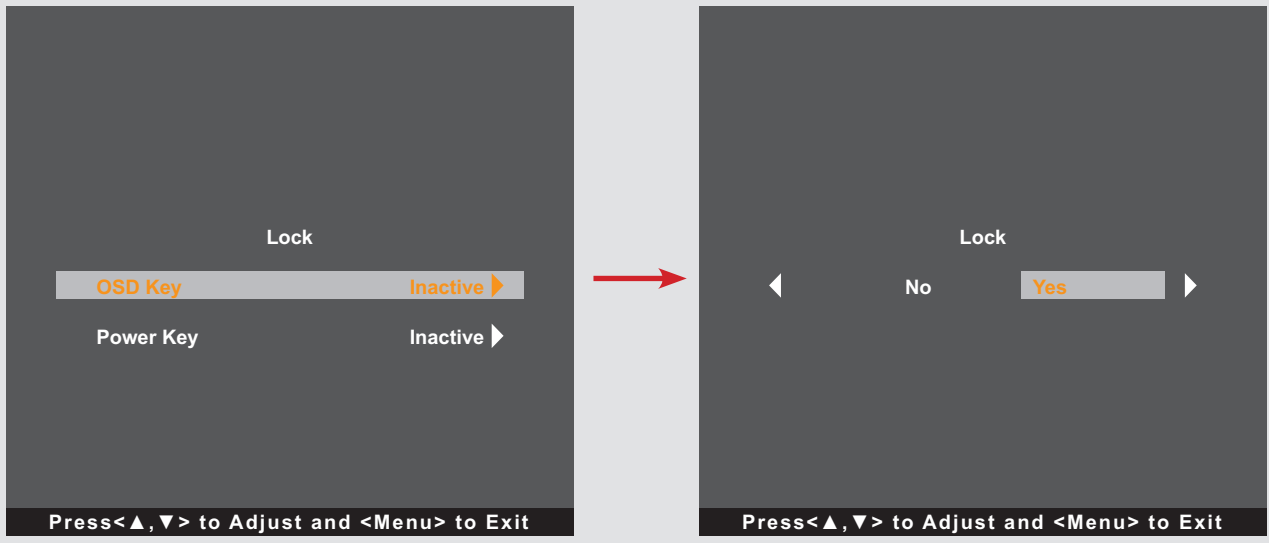 Lock
OSD Key Inactive
Power Key Inactive
Press<▲,▼> to Adjust and <Menu> to Exit
Lock
No Yes
Press<▲,▼> to Adjust and <Menu> to Exit